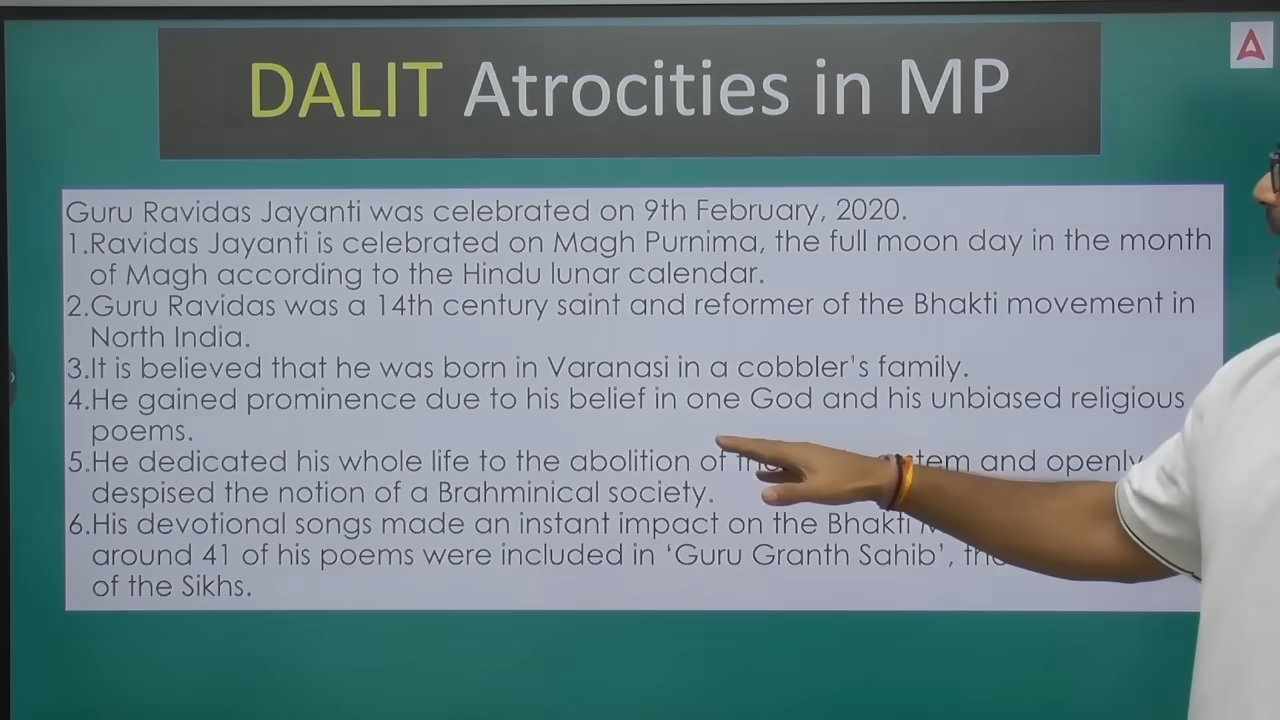 DALIT Atrocities in MP
Guru Ravidas Jayanti was celebrated on 9th February, 2020.
1.Ravidas Jayanti is celebrated on Magh Purnima, the full moon day in the month
of Magh according to the Hindu lunar calendar.
2.Guru Ravidas was a 14th century saint and reformer of the Bhakti movement in
North India.
3.It is believed that he was born in Varanasi in a cobbler's family.
4.He gained prominence due to his belief in one God and his unbiased religious
poems.
5.He dedicated his whole life to the abolition of and openly
despised the notion of a Brahminical society.
6.His devotional songs made an instant impact on the Bhakti
around 41 of his poems were included in ‘Guru Granth Sahib’,
of the Sikhs.